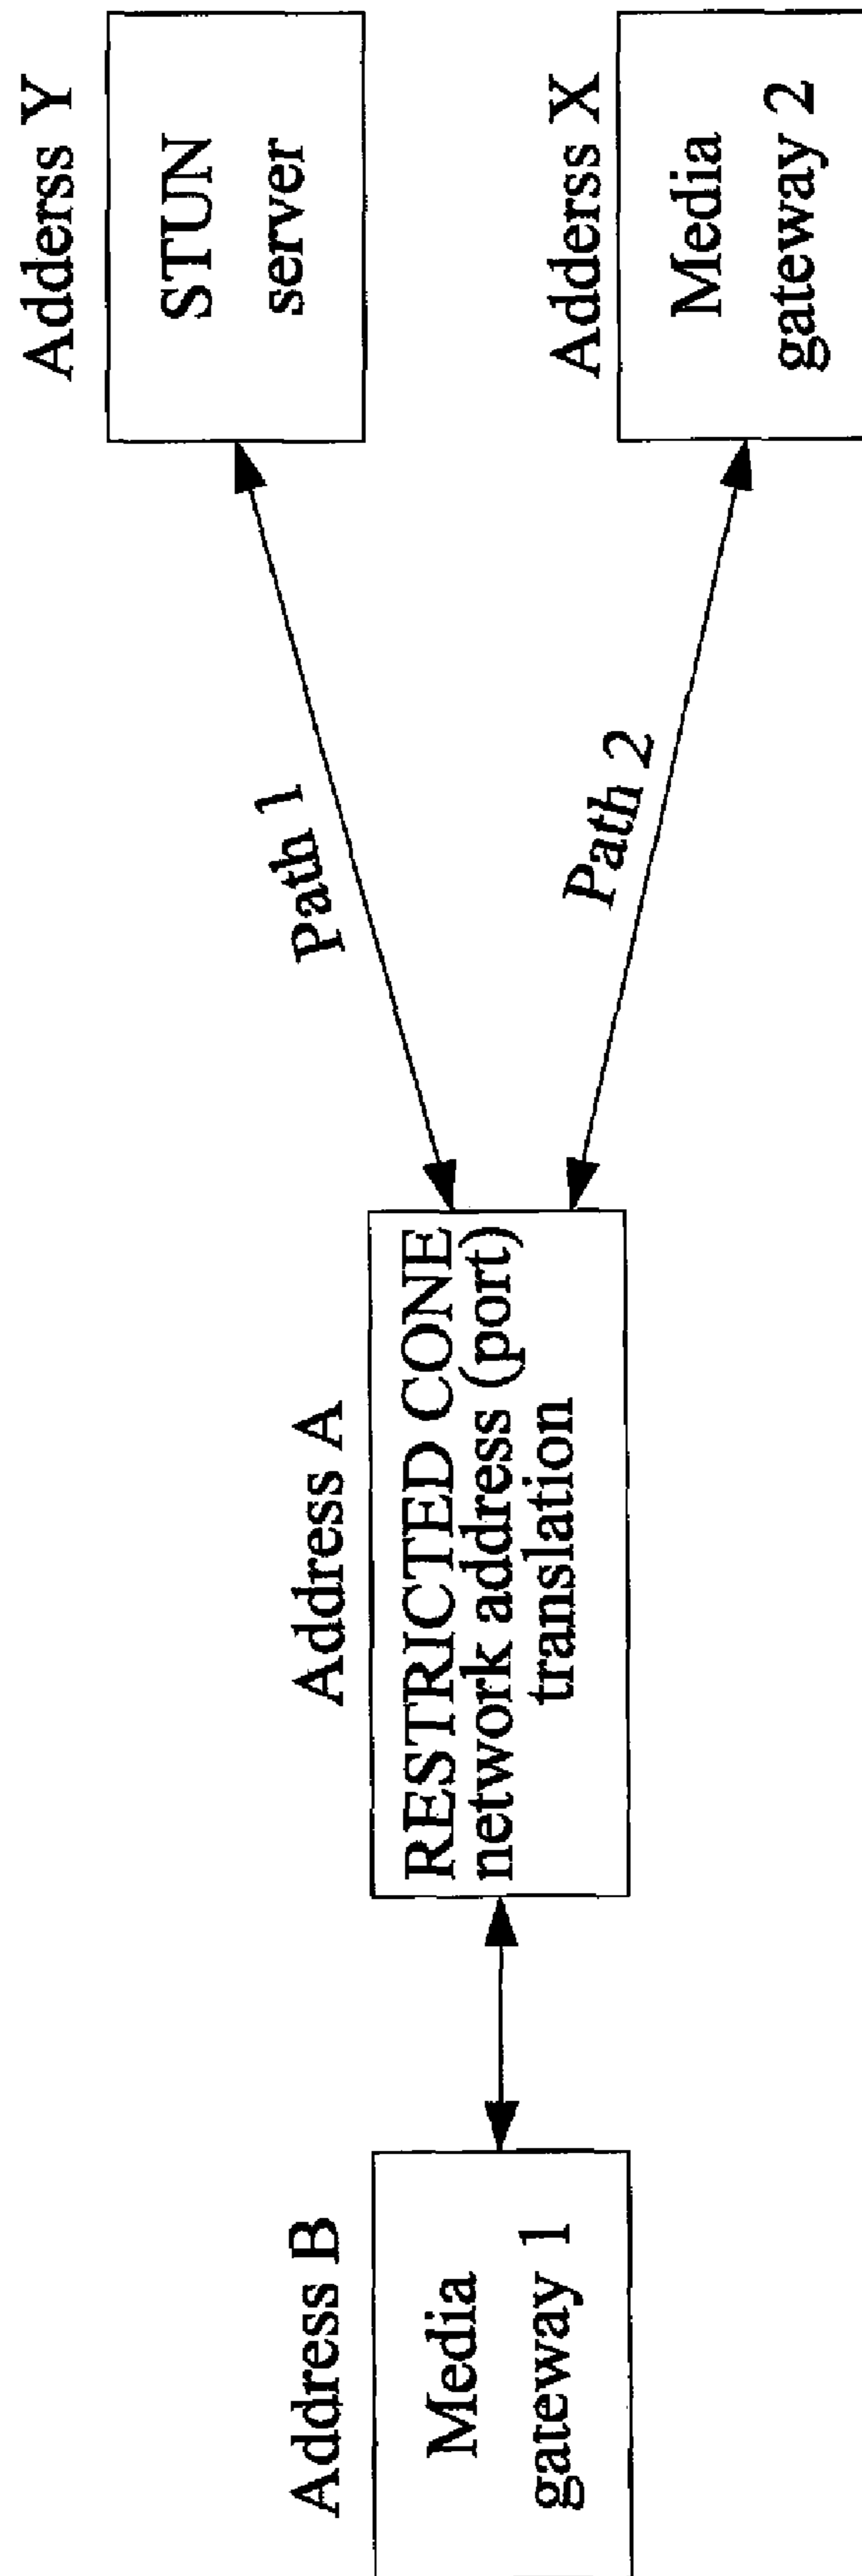 Address B
Media
gateway 1
Address A
RESTRICTED CONE
network address (port)
translation
Path 1
Path 2
Adderss Y
STUN
server
Adderss X
Media
gateway 2